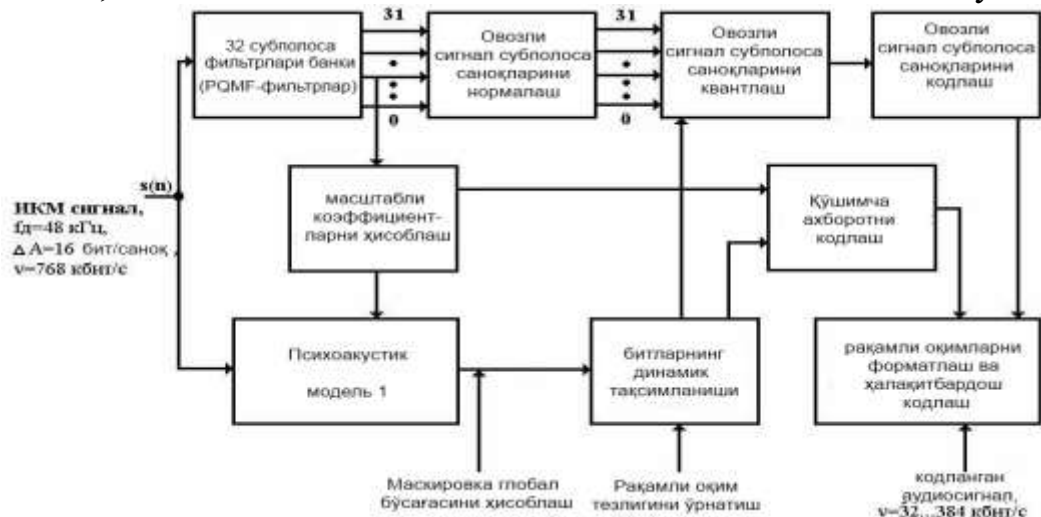 31
31
32 субполоса
фильтрлари банки
(PQMF-фильтрлар)
Овозли
сигнал субполоса
саноқларини
нормалаш
Овозли
сигнал субполоса
саноқларини
квантлаш
Овозли
сигнал субполоса
саноқларини
кодлаш
0
0
s(n)
ИКМ сигнал,
fд=48 кГц,
Δ A=16 бит/саноқ,
v=768 кбит/с
масштабли
коэффициент-
ларни ҳисоблаш
Қўшимча
ахборотни
кодлаш
Психоакустик
модель 1
битларнинг
динамик
тақсимланиши
рақамли оқимларни
форматлаш ва
ҳалақитбардош
кодлаш
Маскировка глобал
бўсағасини ҳисоблаш
Рақамли оқим
тезлигини ўрнатиш
кодланган
аудиосигнал,
v=32...384 кбит/с